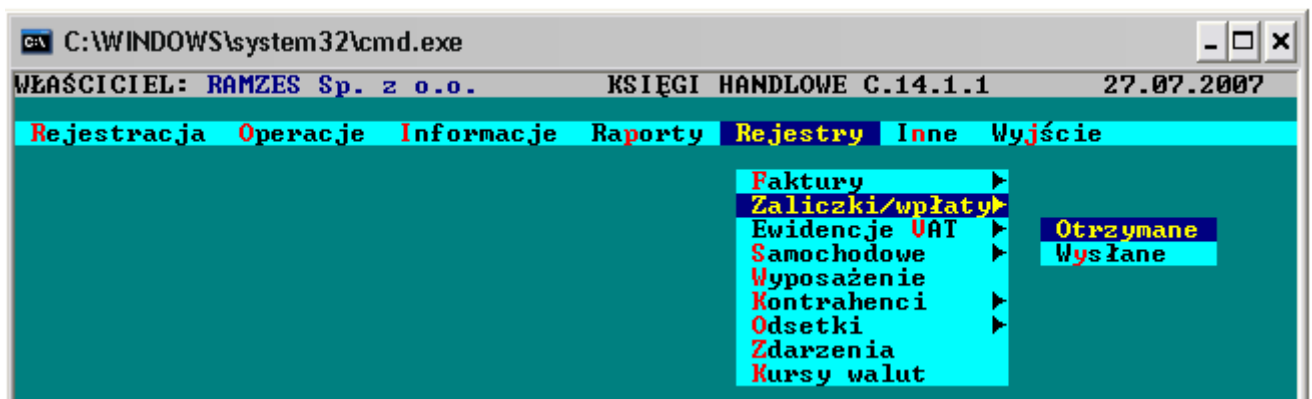 C:\WINDOWS\system32\cmd.exe
WŁAŚCICIEL: RAMZES Sp. z o.o. KSIĘGI HANDLOWE C.14.1.1 27.07.2007
Rejestracja Operacje Informacje Raporty Rejestry Inne Wyjście
Faktury
Zaliczki/wpłaty
Ewidencje VAT
Otrzymane
Samochodowe
Wysłane
Wyposażenie
Kontrahenci
Odsetki
Zdarzenia
Kursy walut